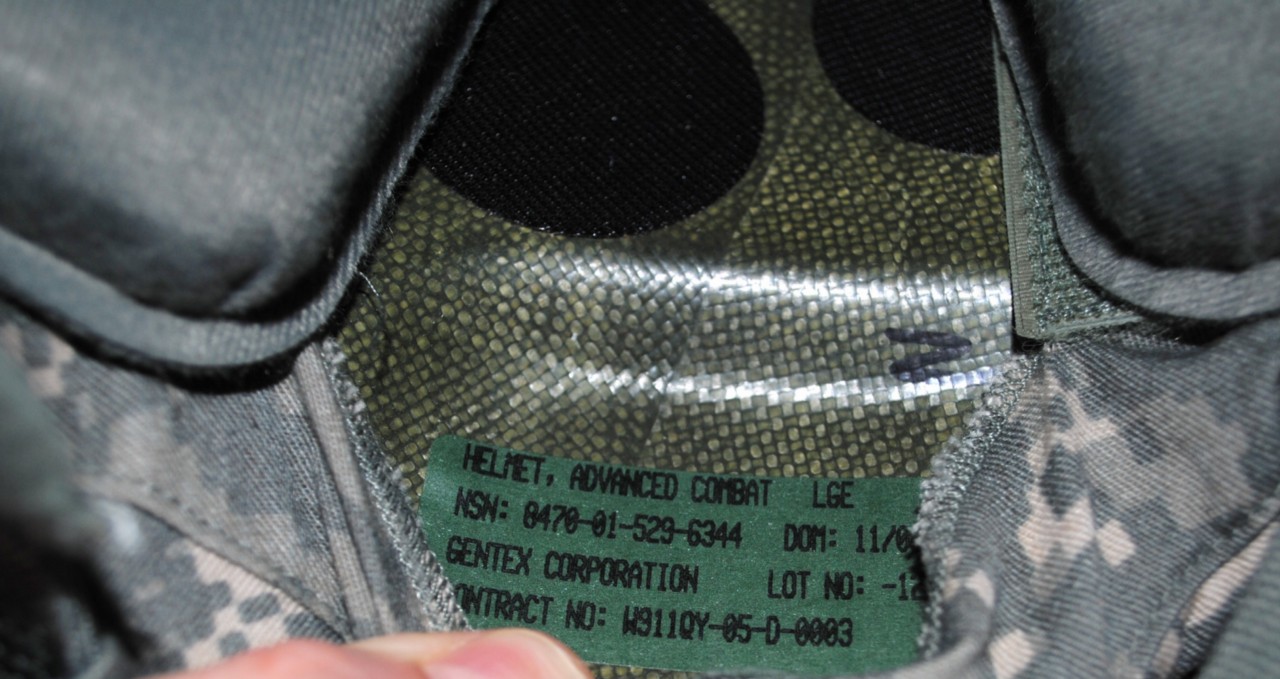 HELMET, ADVANCED COMBAT LGE
NSN: 8470-01-529-6344 DOM: 11/0
GENTEX CORPORATION LOT NO: -12
ONTRACT NO: W911QY-05-D-0003